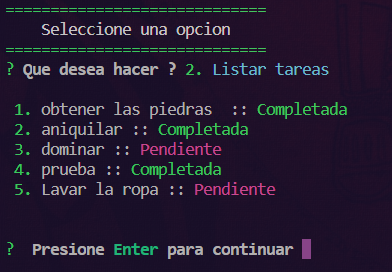 ==========================
Seleccione una opcion
==========================
? Que desea hacer ? 2. Listar tareas
1. obtener las piedras :: Completada
2. aniquilar :: Completada
3. dominar :: Pendiente
4. prueba :: Completada
5. Lavar la ropa :: Pendiente
? Presione Enter para continuar